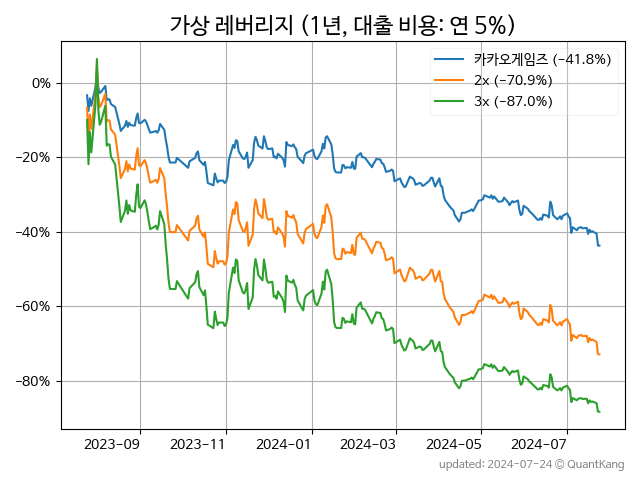 가상 레버리지 (1년, 대출 비용: 연 5%)
카카오게임즈 (−41.8%)
2x (−70.9%)
3x (−87.0%)
0%
−20%
−40%
−60%
−80%
2023-09 2023-11 2024-01 2024-03 2024-05 2024-07
updated: 2024-07-24 © QuantKang